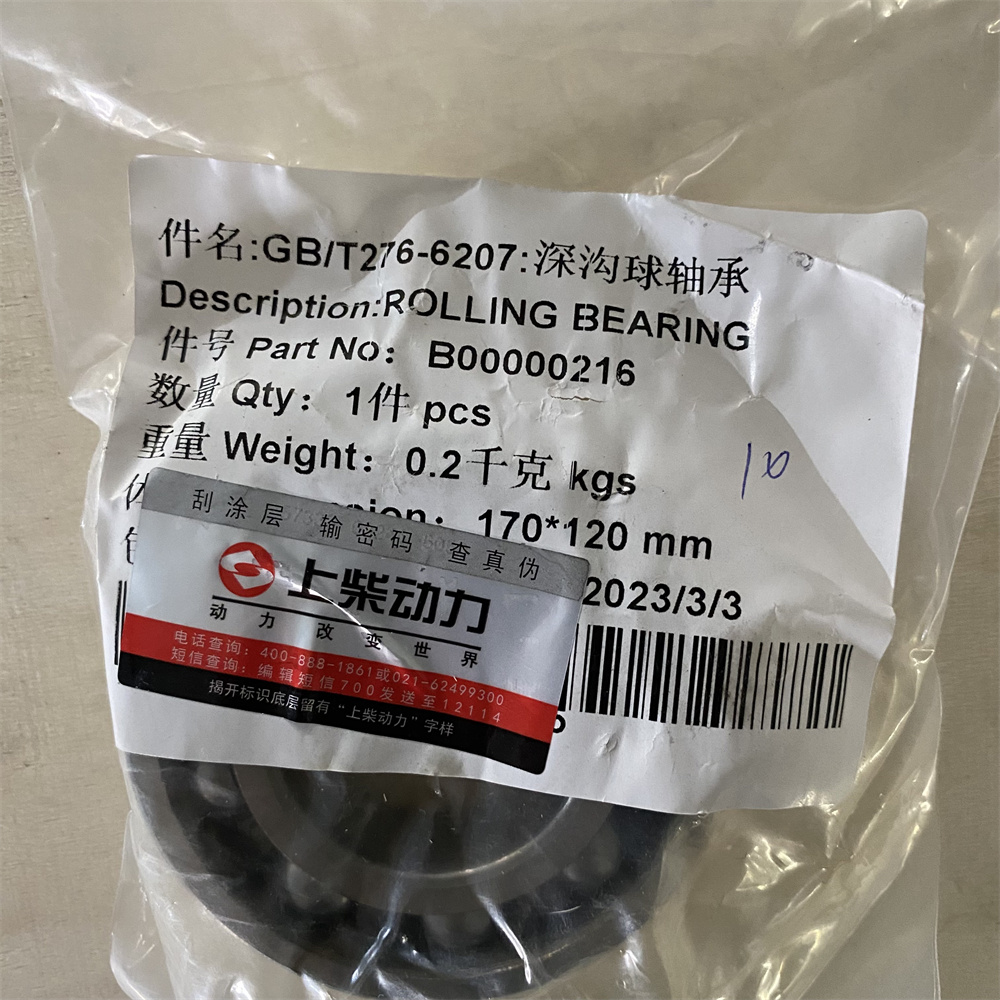 件名:GB/T276-6207:深沟球轴承
Description:ROLLING BEARING
件号 Part No： B00000216
数量 Qty： 1件 pcs
重量 Weight： 0.2千克 kgs
170*120 mm
2023/3/3
10
刮涂层 输密码 查真伪
上柴动力
动力改变世界
电话查询: 400-888-1861或021-62499300
短信查询: 编辑短信700发送至12114
揭开标识底层留有"上柴动力"字样